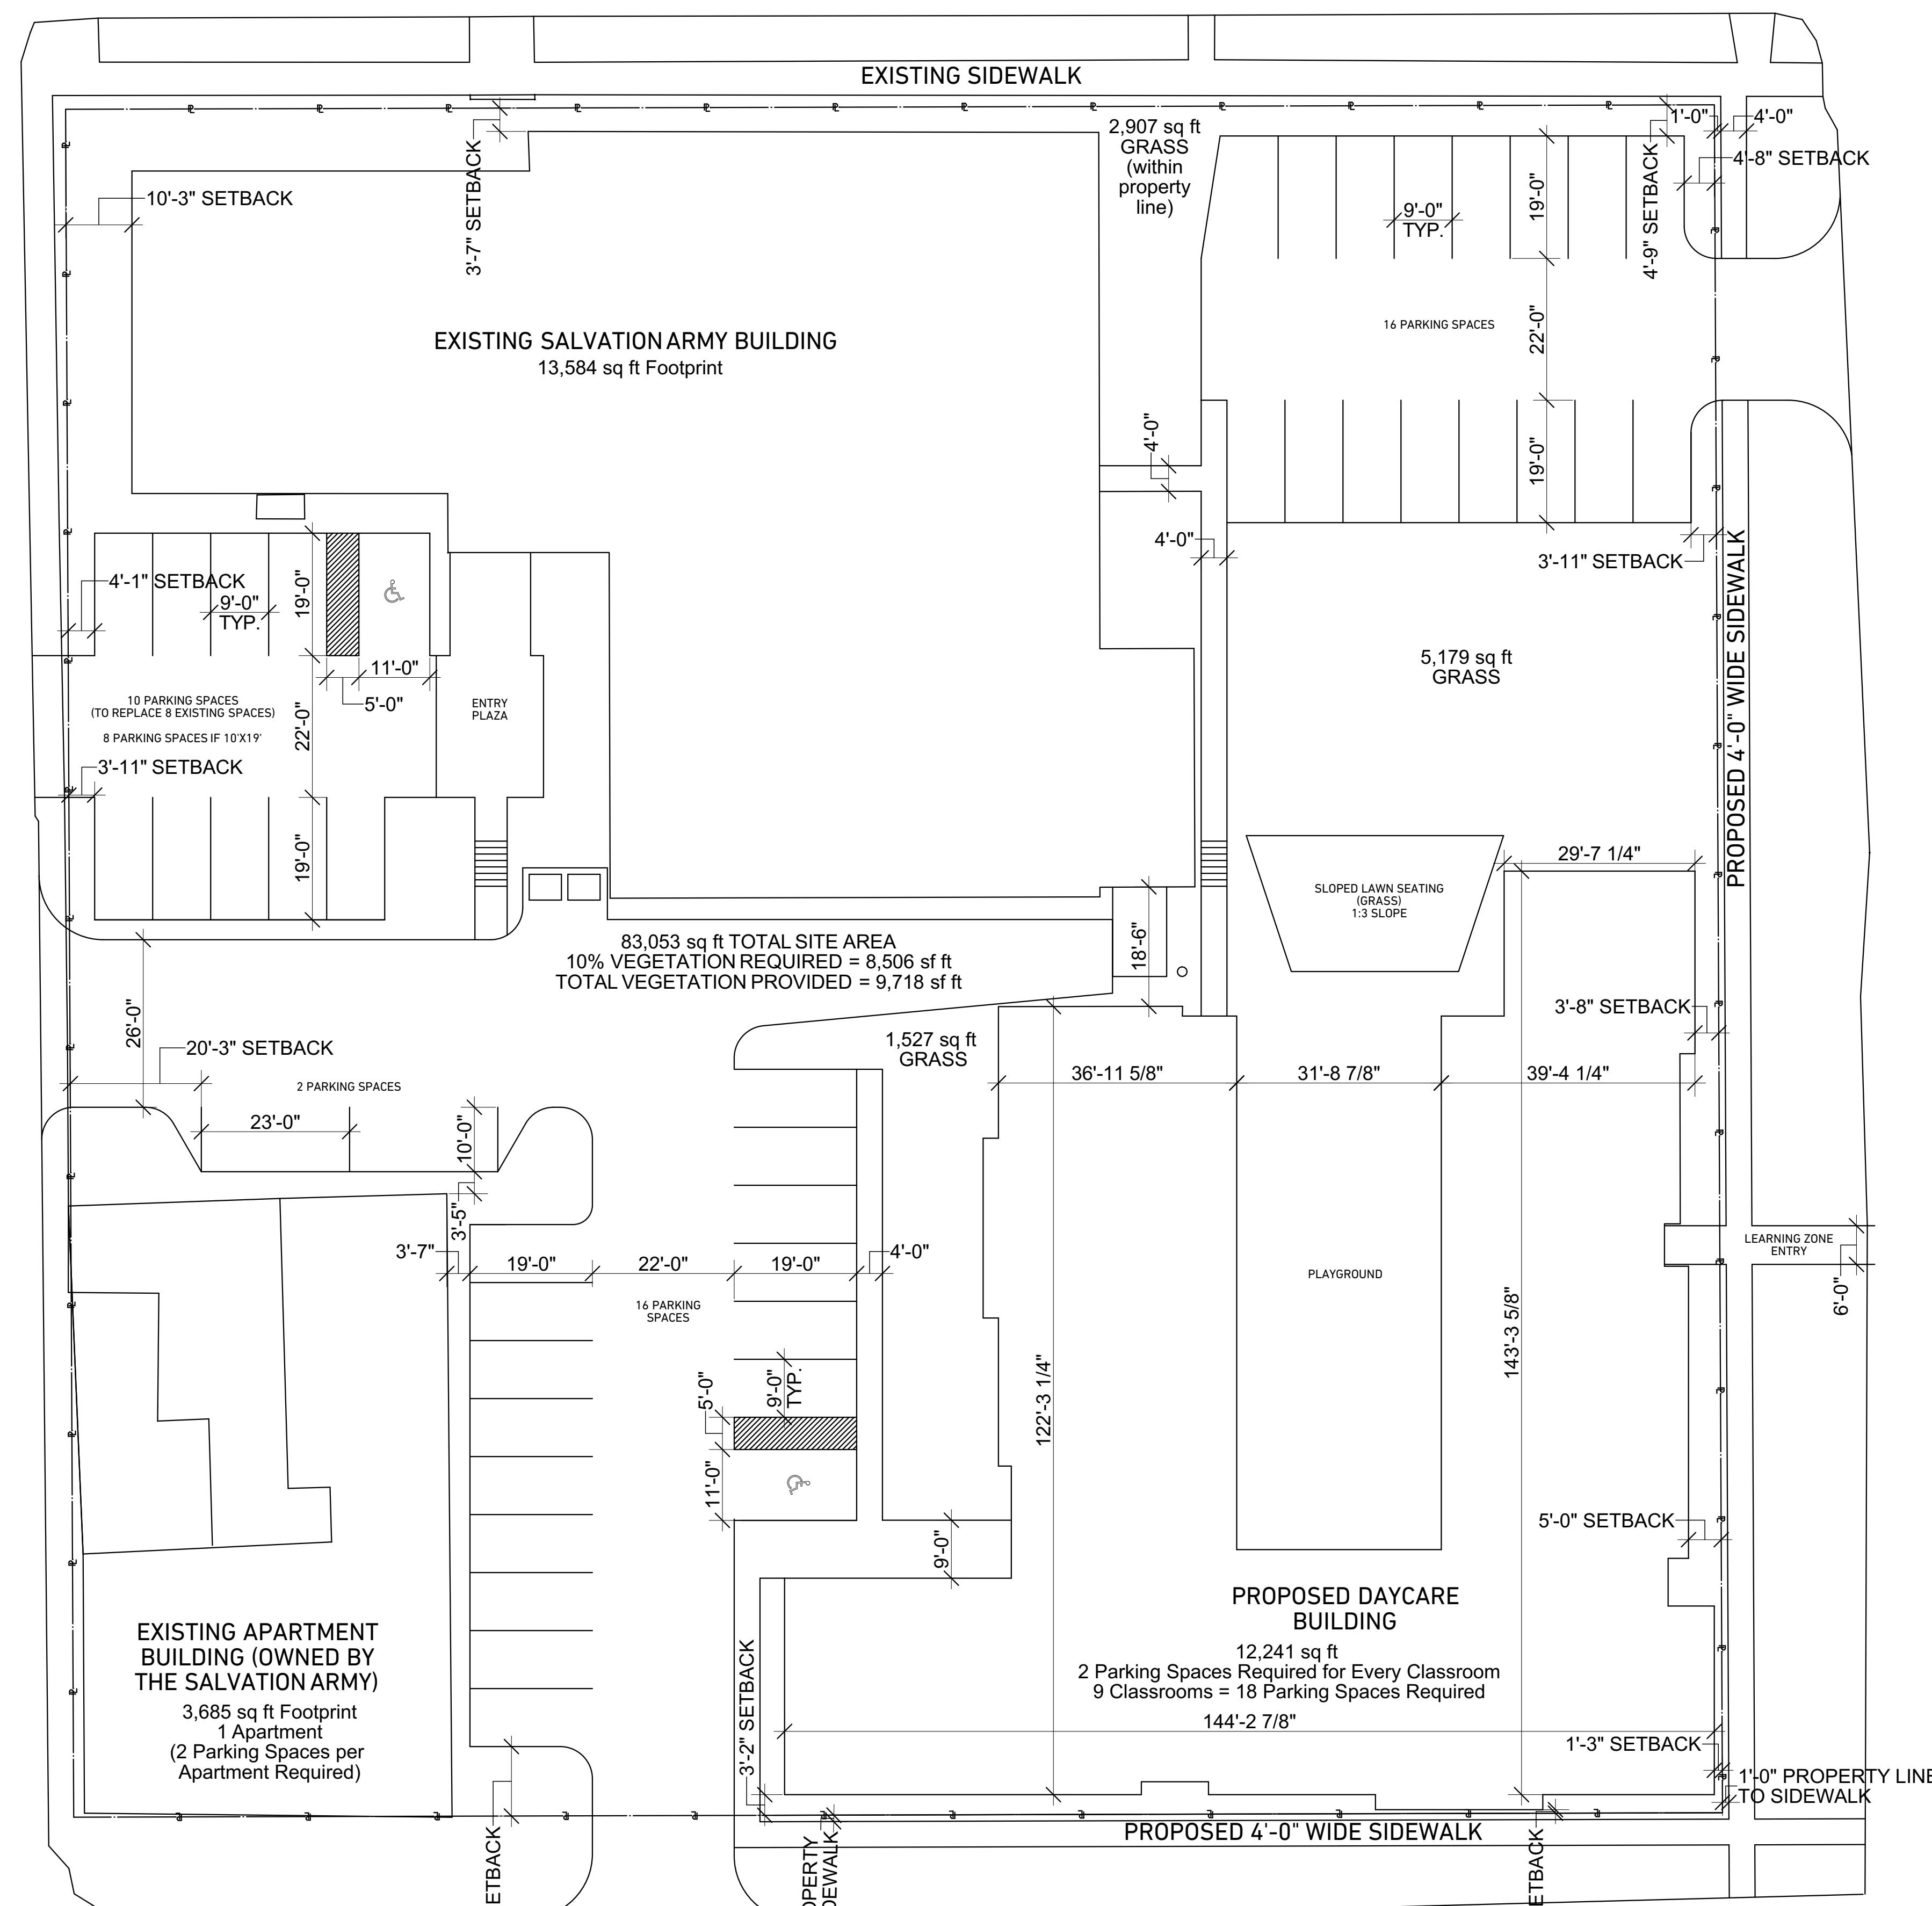 EXISTING SIDEWALK
2,907 sq ft
GRASS
(within
property
line)
1'-0"
4'-0"
4'-8" SETBACK
10'-3" SETBACK
3'-7" SETBACK
4'-9" SETBACK
19'-0"
9'-0"
TYP.
16 PARKING SPACES
22'-0"
19'-0"
EXISTING SALVATION ARMY BUILDING
13,584 sq ft Footprint
4'-0"
4'-0"
3'-11" SETBACK
PROPOSED 4'-0" WIDE SIDEWALK
4'-1" SETBACK
9'-0"
TYP.
19'-0"
11'-0"
5'-0"
10 PARKING SPACES
(TO REPLACE 8 EXISTING SPACES)
8 PARKING SPACES IF 10'X19'
22'-0"
ENTRY
PLAZA
3'-11" SETBACK
19'-0"
5,179 sq ft
GRASS
29'-7 1/4"
SLOPED LAWN SEATING
(GRASS)
1:3 SLOPE
83,053 sq ft TOTAL SITE AREA
10% VEGETATION REQUIRED = 8,506 sf ft
TOTAL VEGETATION PROVIDED = 9,718 sf ft
18'-6"
3'-8" SETBACK
26'-0"
20'-3" SETBACK
2 PARKING SPACES
23'-0"
10'-0"
3'-5"
1,527 sq ft
GRASS
36'-11 5/8"
31'-8 7/8"
39'-4 1/4"
3'-7"
19'-0"
22'-0"
19'-0"
4'-0"
16 PARKING
SPACES
LEARNING ZONE
ENTRY
6'-0"
PLAYGROUND
122'-3 1/4"
143'-3 5/8"
5'-0"
9'-0"
TYP.
11'-0"
9'-0"
5'-0" SETBACK
PROPOSED DAYCARE
BUILDING
12,241 sq ft
2 Parking Spaces Required for Every Classroom
9 Classrooms = 18 Parking Spaces Required
144'-2 7/8"
EXISTING APARTMENT
BUILDING (OWNED BY
THE SALVATION ARMY)
3,685 sq ft Footprint
1 Apartment
(2 Parking Spaces per
Apartment Required)
3'-2" SETBACK
1'-3" SETBACK
1'-0" PROPERTY LINE
TO SIDEWALK
PROPOSED 4'-0" WIDE SIDEWALK
ETBACK
OPERTY
DEWALK
ETBACK